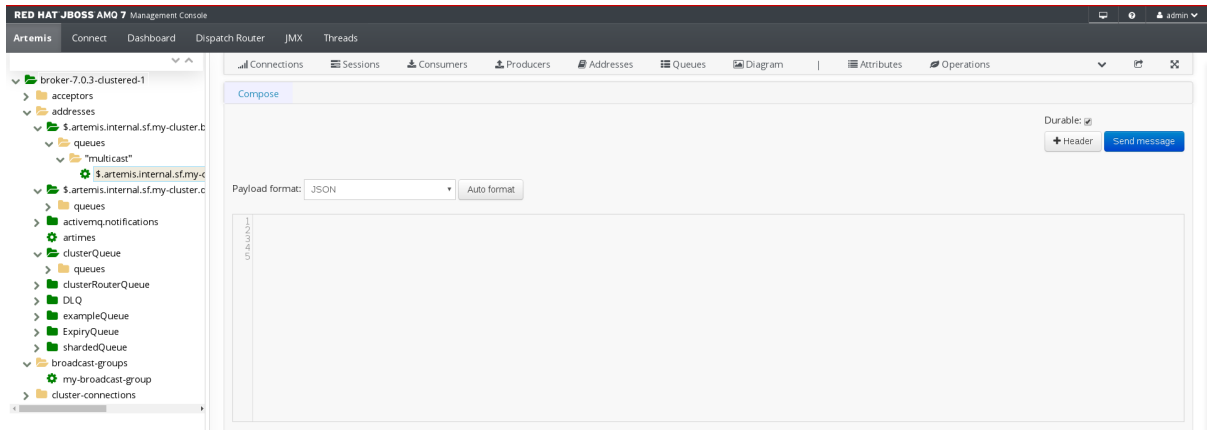 RED HAT JBOSS AMQ 7 Management Console
admin
Artemis Connect Dashboard Dispatch Router JMX Threads
Connections Sessions Consumers Producers Addresses Queues Diagram | Attributes Operations
broker-7.0.3-clustered-1
acceptors
addresses
$.artemis.internal.sf.my-cluster.b
queues
"multicast"
$.artemis.internal.sf.my-c
$.artemis.internal.sf.my-cluster.c
queues
activemq.notifications
artimes
clusterQueue
queues
clusterRouterQueue
DLQ
exampleQueue
ExpiryQueue
shardedQueue
broadcast-groups
my-broadcast-group
cluster-connections
Compose
Durable:
+ Header Send message
Payload format: JSON Auto format
1
2
3
4
5